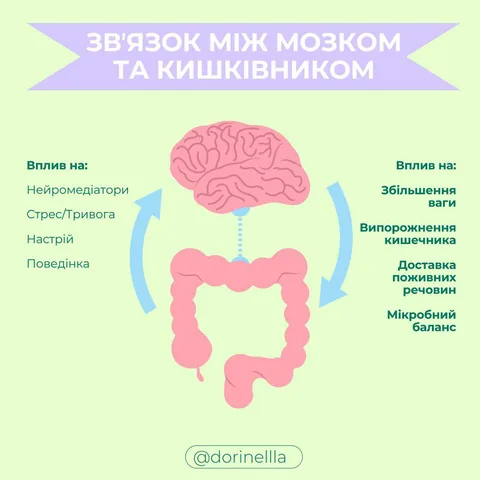 ЗВ'ЯЗОК МІЖ МОЗКОМ
ТА КИШКІВНИКОМ
Вплив на:
Нейромедіатори
Стрес/Тривога
Настрій
Поведінка
Вплив на:
Збільшення
ваги
Випорожнення
кишечника
Доставка
поживних
речовин
Мікробний
баланс
@dorinellla